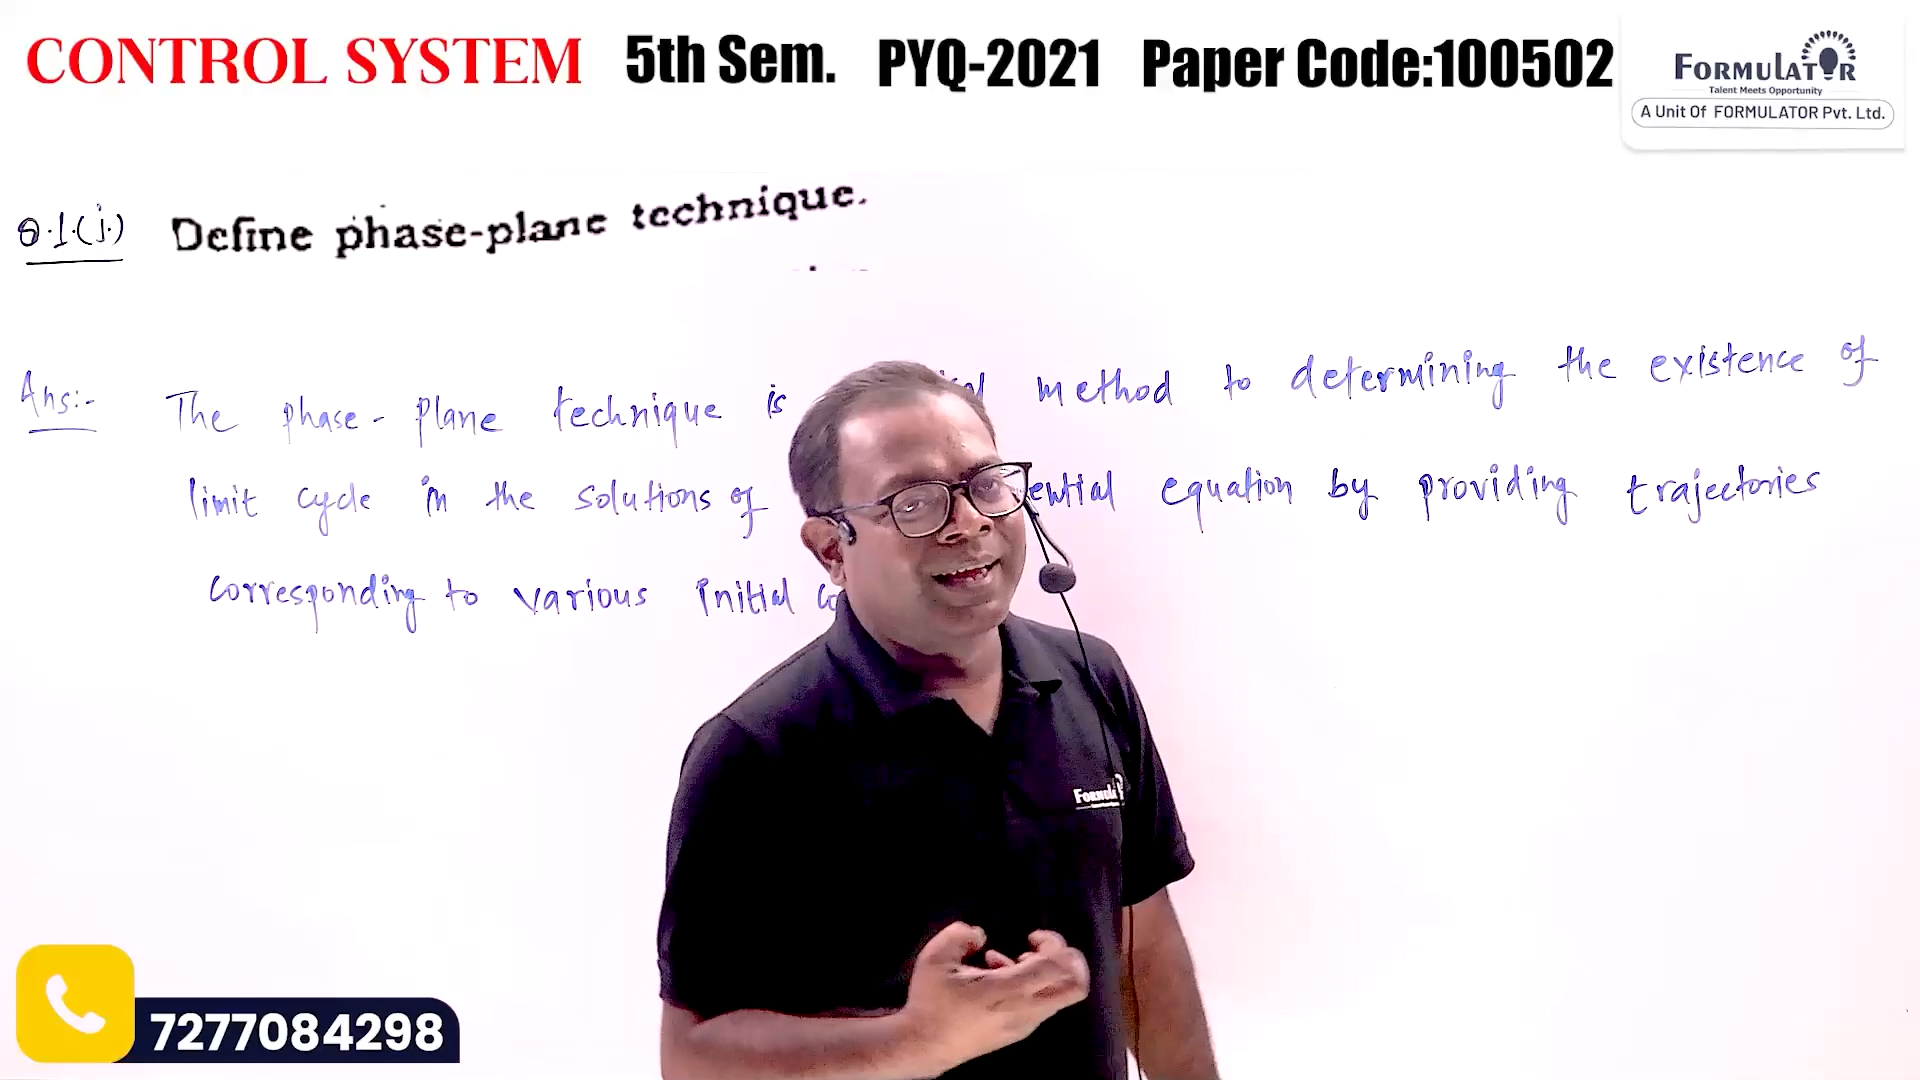 CONTROL SYSTEM 5th Sem. PYQ-2021 Paper Code:100502
FORMULATOR
Talent Meets Opportunity
A Unit Of FORMULATOR Pvt. Ltd.
Q.1.(j.) Define phase-plane technique.
Ans:- The phase-plane technique is method to determining the existence of
limit cycle in the solutions of equation by providing trajectories
corresponding to various initial
7277084298